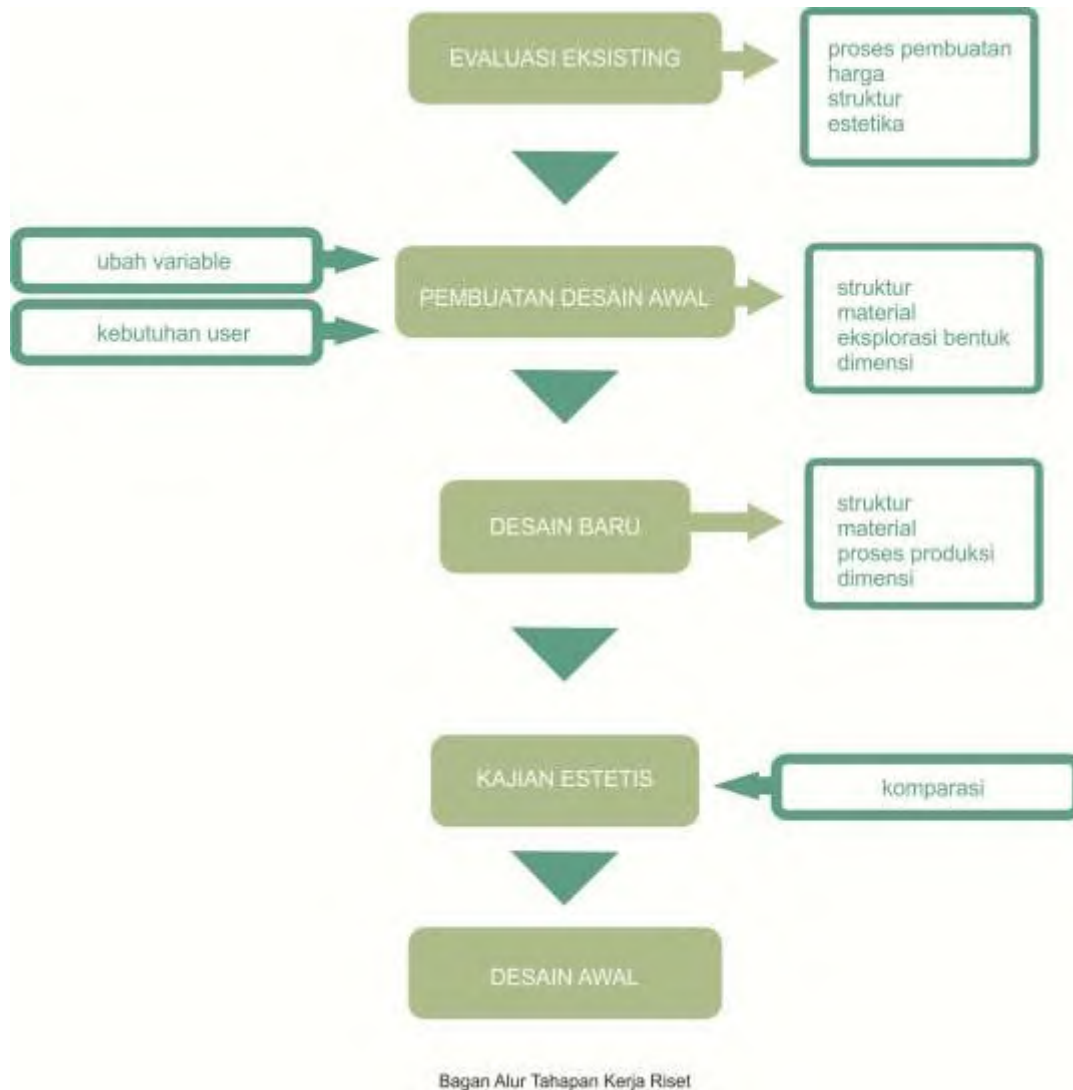 EVALUASI EKSISTING
proses pembuatan
harga
struktur
estetika
ubah variable
kebutuhan user
PEMBUATAN DESAIN AWAL
struktur
material
eksplorasi bentuk
dimensi
DESAIN BARU
struktur
material
proses produksi
dimensi
KAJIAN ESTETIS
komparasi
DESAIN AWAL
Bagan Alur Tahapan Kerja Riset